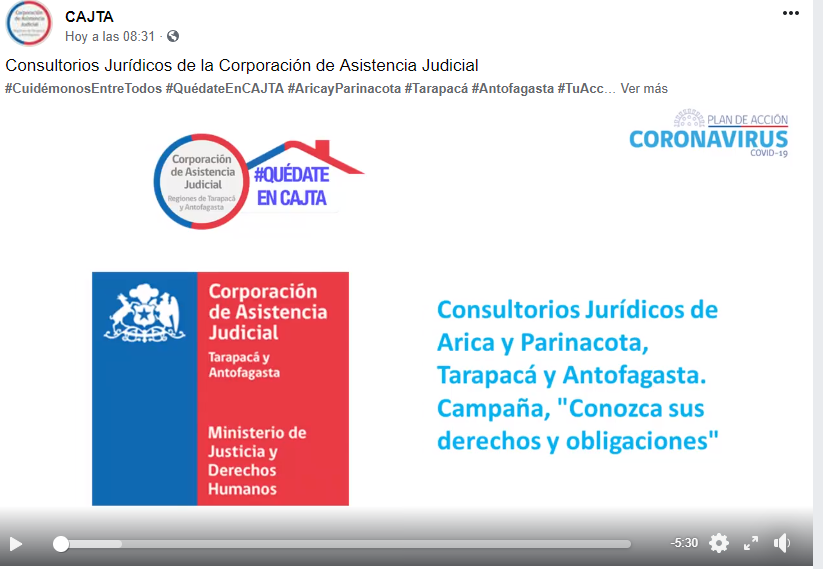 Corporación
de Asistencia
Judicial
CAJTA
Hoy a las 08:31 ·
Consultorios Jurídicos de la Corporación de Asistencia Judicial
#CuidémonosEntreTodos #QuédateEnCAJTA #AricayParinacota #Tarapacá #Antofagasta #TuAcc... Ver más
PLAN DE ACCIÓN
CORONAVIRUS
COVID-19
Corporación
de Asistencia
Judicial
Regiones de Tarapacá
y Antofagasta
#QUÉDATE
EN CAJTA
Corporación
de Asistencia
Judicial
Tarapacá y
Antofagasta
Ministerio de
Justicia y
Derechos
Humanos
Consultorios Jurídicos de
Arica y Parinacota,
Tarapacá y Antofagasta.
Campaña, "Conozca sus
derechos y obligaciones"
-5:30